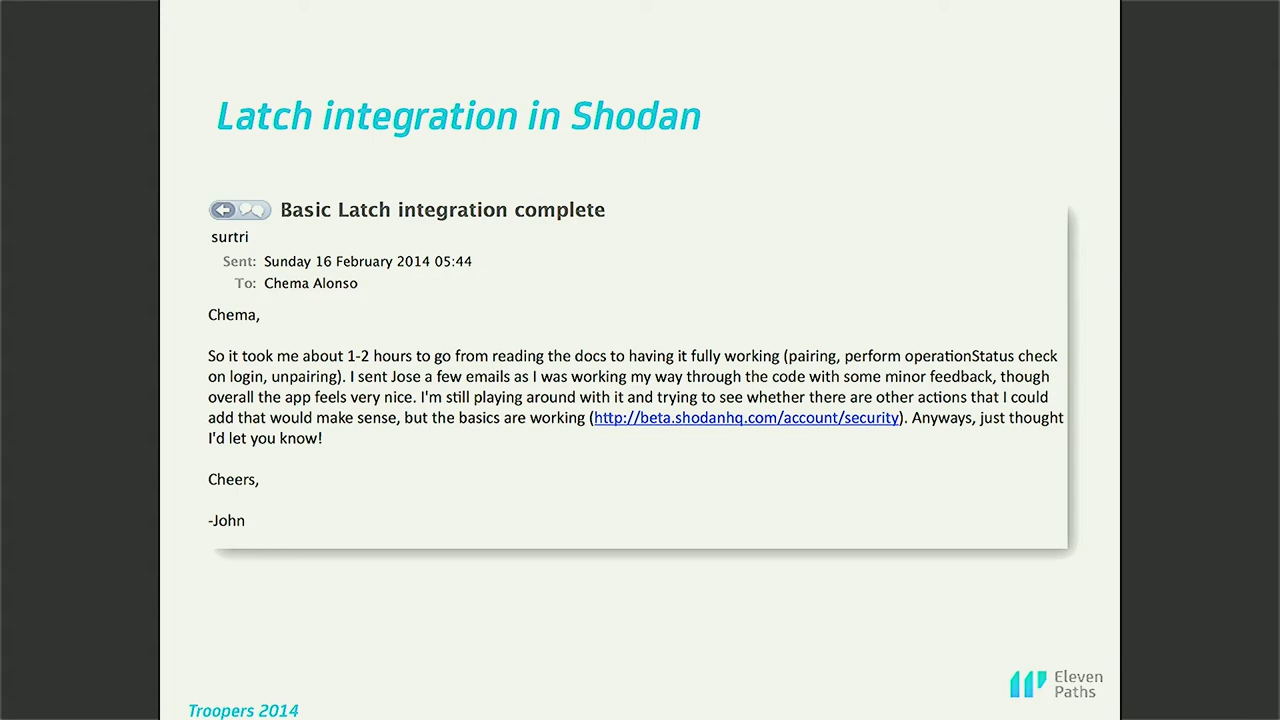 Latch integration in Shodan
Basic Latch integration complete
surtri
Sent: Sunday 16 February 2014 05:44
To: Chema Alonso
Chema,
So it took me about 1-2 hours to go from reading the docs to having it fully working (pairing, perform operationStatus check
on login, unpairing). I sent Jose a few emails as I was working my way through the code with some minor feedback, though
overall the app feels very nice. I'm still playing around with it and trying to see whether there are other actions that I could
add that would make sense, but the basics are working (http://beta.shodanhq.com/account/security). Anyways, just thought
I'd let you know!
Cheers,
-John
Eleven
Paths
Troopers 2014